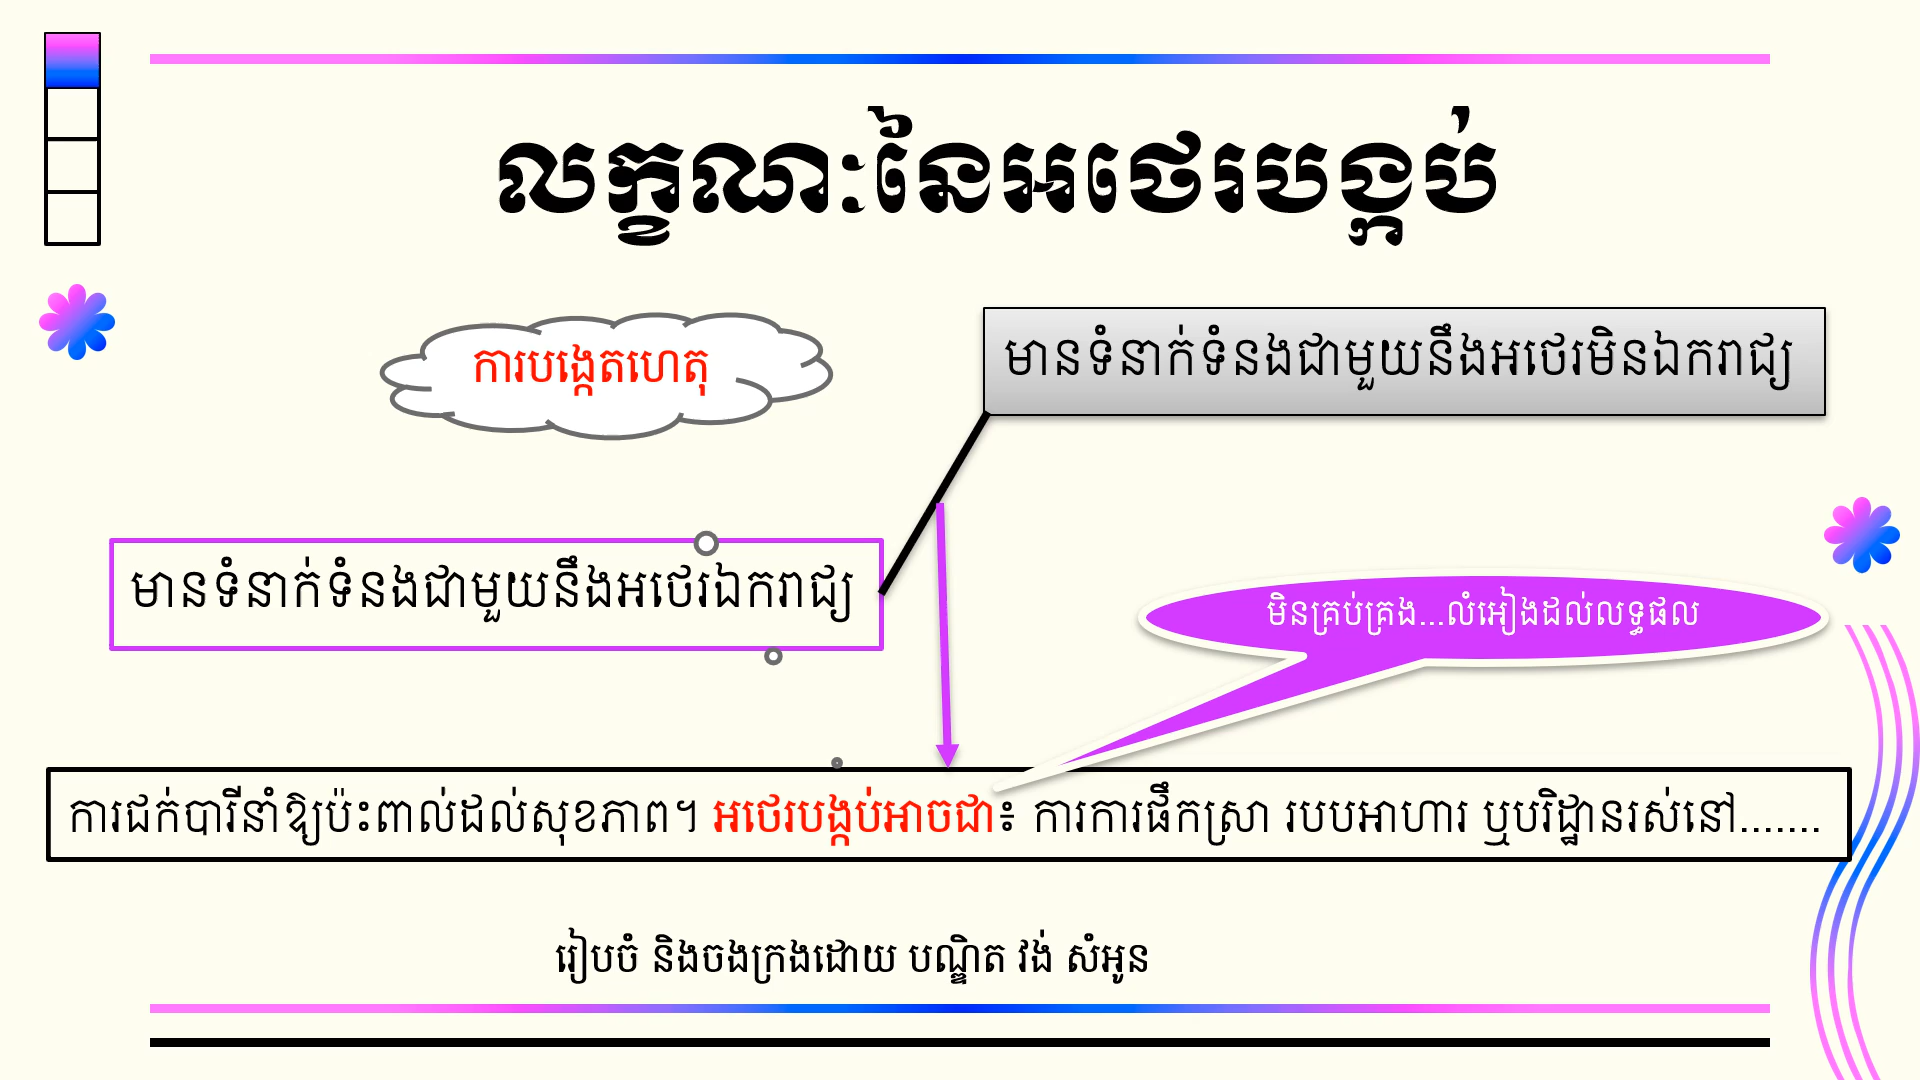 លក្ខណៈនៃអថេរបង្កប់
ការបង្កើតហេតុ
មានទំនាក់ទំនងជាមួយនឹងអថេរមិនឯករាជ្យ
មានទំនាក់ទំនងជាមួយនឹងអថេរឯករាជ្យ
មិនគ្រប់គ្រង...លំអៀងដល់លទ្ធផល
ការជក់បារីនាំឱ្យប៉ះពាល់ដល់សុខភាព។ អថេរបង្កប់អាចជា៖ ការការផឹកស្រា របបអាហារ ឬបរិដ្ឋានរស់នៅ.......
រៀបចំ និងចងក្រងដោយ បណ្ឌិត វង់ សំអូន